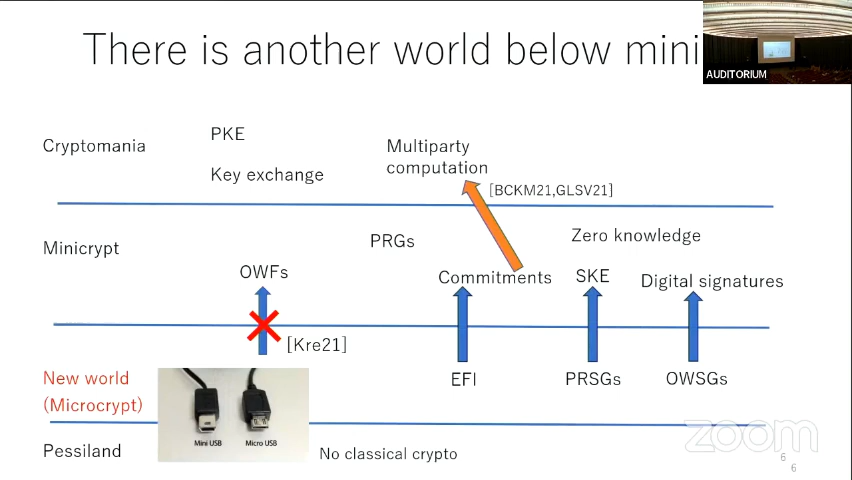 There is another world below mini
AUDITORIUM
Cryptomania
PKE
Key exchange
Multiparty
computation
[BCKM21,GLSV21]
Minicrypt
PRGs
Zero knowledge
OWFs
Commitments
SKE
Digital signatures
[Kre21]
New world
(Microcrypt)
EFI
PRSGs
OWSGs
Mini USB
Micro USB
Pessiland
No classical crypto
zoom
6
6